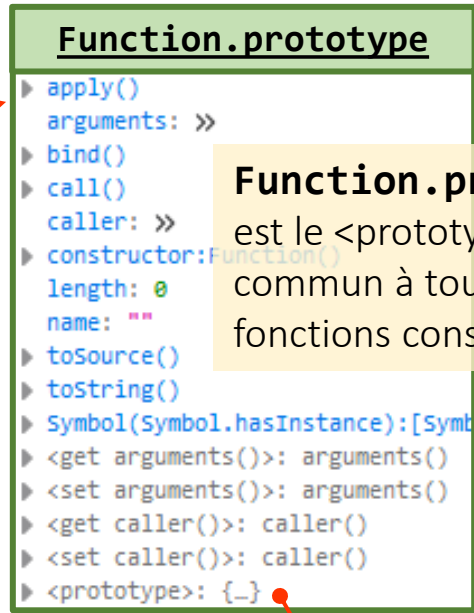 Function.prototype
apply()
arguments: »
bind()
call()
caller: »
constructor:Function()
length: 0
name: ""
toSource()
toString()
Symbol(Symbol.hasInstance):[Symb
<get arguments()>: arguments()
<set arguments()>: arguments()
<get caller()>: caller()
<set caller()>: caller()
<prototype>: {…}
Function.pr
est le <prototy
commun à tou
fonctions cons